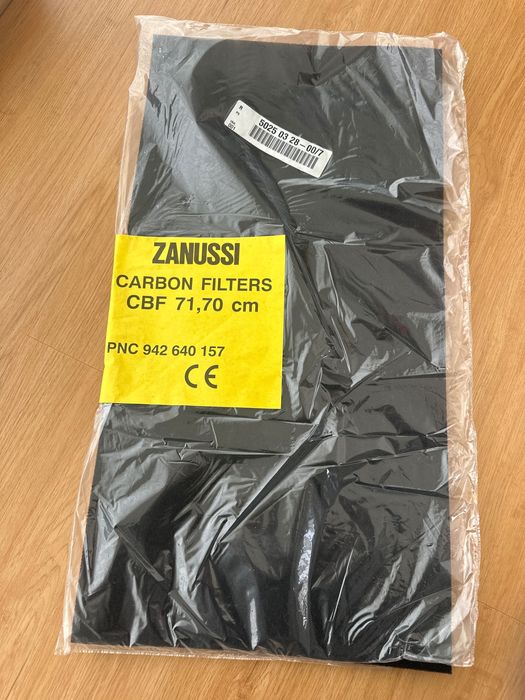 5025 03 28-00/7
ZANUSSI
CARBON FILTERS
CBF 71,70 cm
PNC 942 640 157
CE